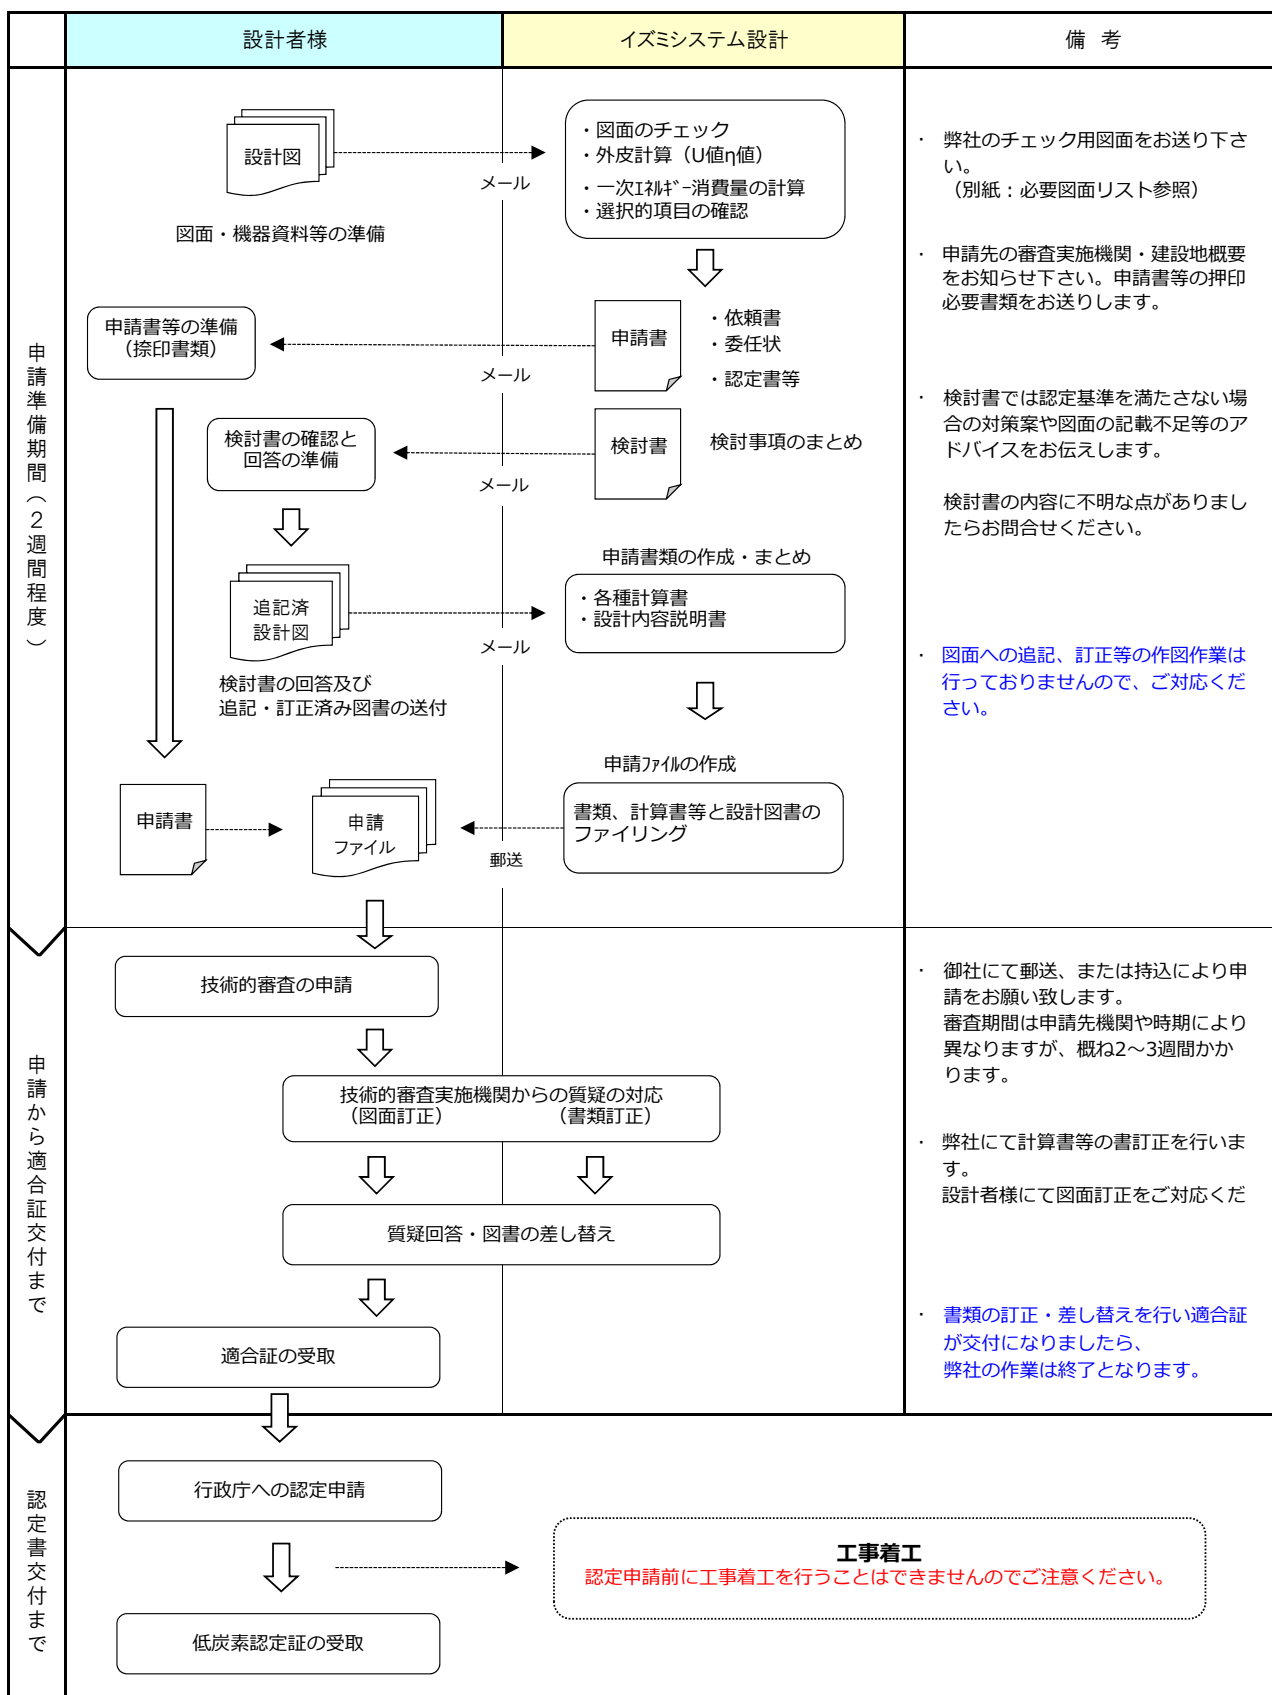 設計者様
イズミシステム設計
備 考
申請準備期間（２週間程度）
設計図
メール
図面・機器資料等の準備
・図面のチェック
・外皮計算（U値η値）
・一次ｴﾈﾙｷﾞｰ消費量の計算
・選択的項目の確認
申請書等の準備
（捺印書類）
メール
申請書
・依頼書
・委任状
・認定書等
検討書の確認と
回答の準備
メール
検討書
検討事項のまとめ
追記済
設計図
メール
検討書の回答及び
追記・訂正済み図書の送付
申請書類の作成・まとめ
・各種計算書
・設計内容説明書
申請ﾌｧｲﾙの作成
書類、計算書等と設計図書の
ファイリング
郵送
申請書
申請
ファイル
・ 弊社のチェック用図面をお送り下さ
い。
（別紙：必要図面リスト参照）
・ 申請先の審査実施機関・建設地概要
をお知らせ下さい。申請書等の押印
必要書類をお送りします。
・ 検討書では認定基準を満たさない場
合の対策案や図面の記載不足等のア
ドバイスをお伝えします。
検討書の内容に不明な点がありまし
たらお問合せください。
・ 図面への追記、訂正等の作図作業は
行っておりませんので、ご対応くだ
さい。
申請から適合証交付まで
技術的審査の申請
技術的審査実施機関からの質疑の対応
（図面訂正） （書類訂正）
質疑回答・図書の差し替え
適合証の受取
・ 御社にて郵送、または持込により申
請をお願い致します。
審査期間は申請先機関や時期により
異なりますが、概ね2～3週間かか
ります。
・ 弊社にて計算書等の書訂正を行いま
す。
設計者様にて図面訂正をご対応くだ
・ 書類の訂正・差し替えを行い適合証
が交付になりましたら、
弊社の作業は終了となります。
認定書交付まで
行政庁への認定申請
低炭素認定証の受取
工事着工
認定申請前に工事着工を行うことはできませんのでご注意ください。